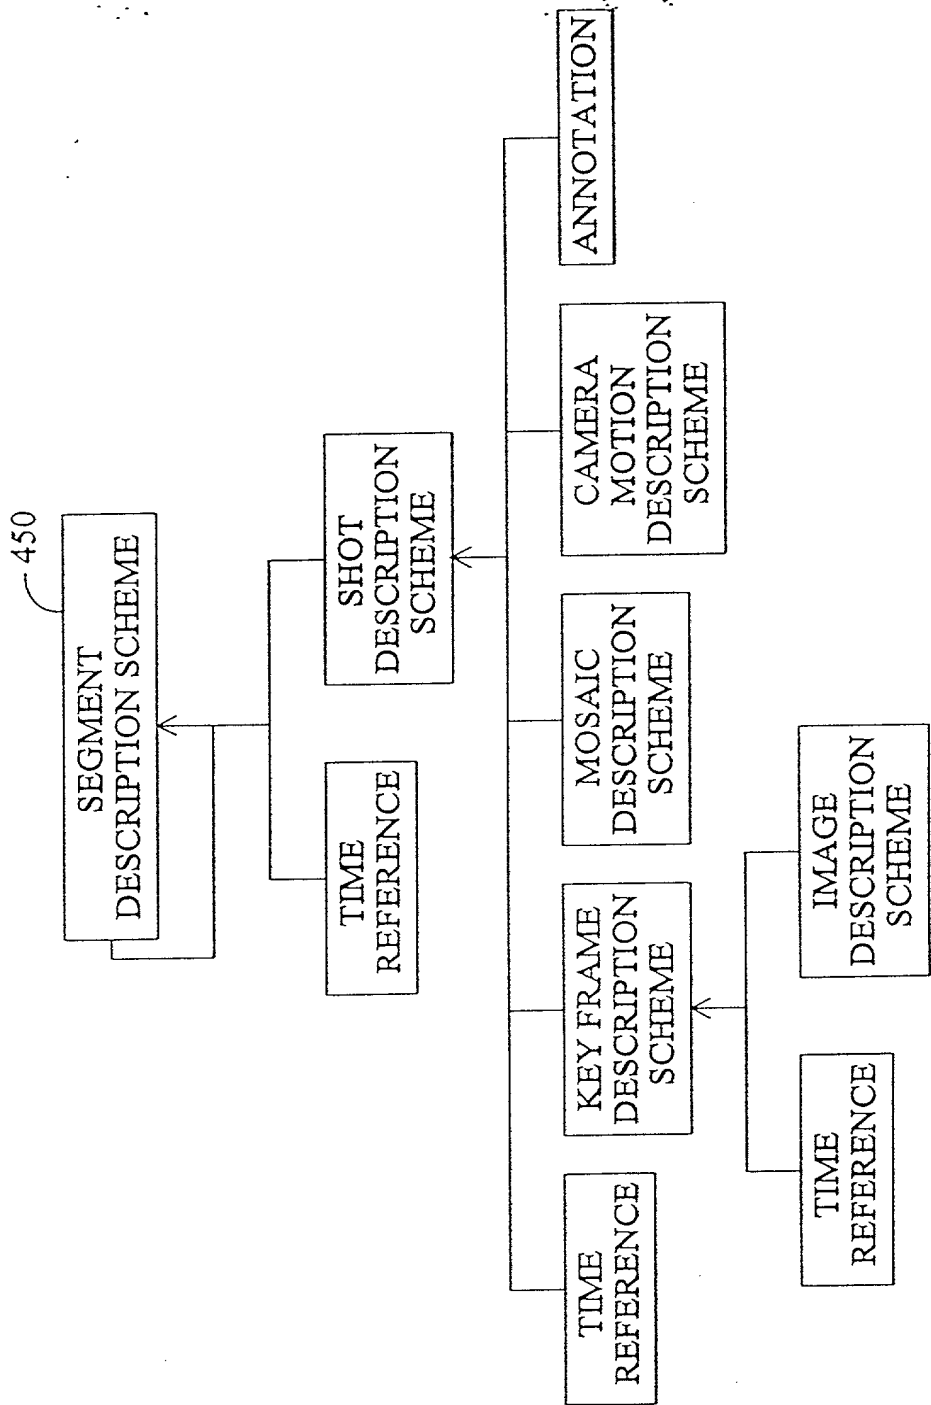 450
SEGMENT
DESCRIPTION SCHEME
TIME
REFERENCE
SHOT
DESCRIPTION
SCHEME
TIME
REFERENCE
KEY FRAME
DESCRIPTION
SCHEME
MOSAIC
DESCRIPTION
SCHEME
CAMERA
MOTION
DESCRIPTION
SCHEME
ANNOTATION
TIME
REFERENCE
IMAGE
DESCRIPTION
SCHEME